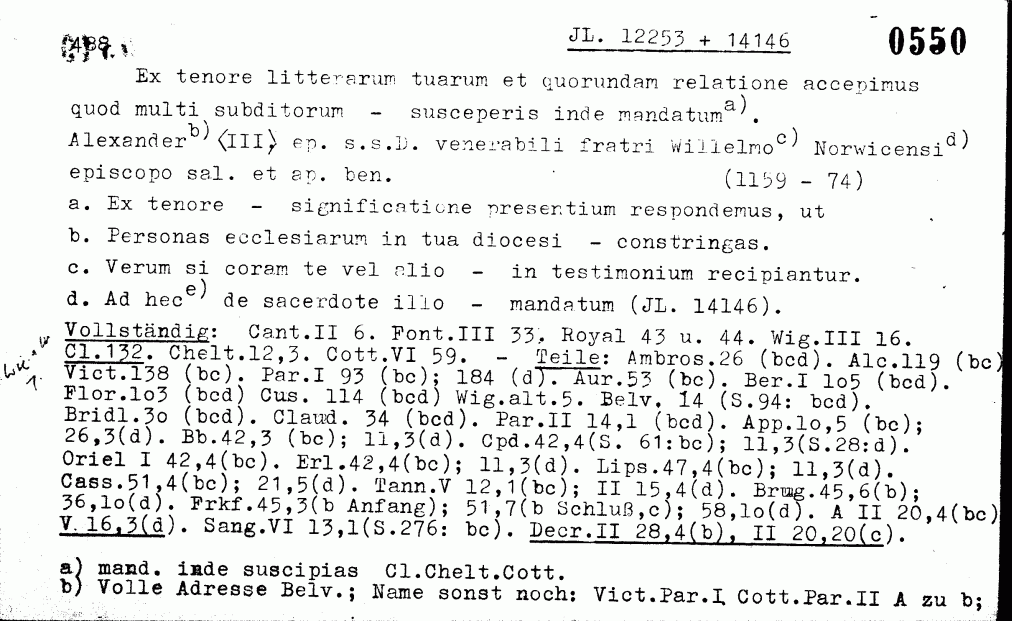 JL. 12253 + 14146 0550
Ex tenore litterarum tuarum et quorundam relatione accepimus
quod multi subditorum - susceperis inde mandatum a).
Alexander b) ⟨III⟩ ep. s.s.D. venerabili fratri Willelmo c) Norwicensi d)
episcopo sal. et ap. ben. (1159 - 74)
a. Ex tenore - significatione presentium respondemus, ut
b. Personas ecclesiarum in tua diocesi - constringas.
c. Verum si coram te vel alio - in testimonium recipiantur.
d. Ad hec e) de sacerdote illo - mandatum (JL. 14146).
Vollständig: Cant.II 6. Font.III 33. Royal 43 u. 44. Wig.III 16.
Cl.132. Chelt.12,3. Cott.VI 59. - Teile: Ambros.26 (bcd). Alc.119 (bc)
Vict.138 (bc). Par.I 93 (bc); 184 (d). Aur.53 (bc). Ber.I 1o5 (bcd).
Flor.1o3 (bcd) Cus. 114 (bcd) Wig.alt.5. Belv. 14 (S.94: bcd).
Bridl.3o (bcd). Claud. 34 (bcd). Par.II 14,1 (bcd). App.1o,5 (bc);
26,3(d). Bb.42,3 (bc); 11,3(d). Cpd.42,4(S. 61:bc); 11,3(S.28:d).
Oriel I 42,4(bc). Erl.42,4(bc); 11,3(d). Lips.47,4(bc); 11,3(d).
Cass.51,4(bc); 21,5(d). Tann.V 12,1(bc); II 15,4(d). Brug.45,6(b);
36,1o(d). Frkf.45,3(b Anfang); 51,7(b Schluß,c); 58,1o(d). A II 20,4(bc)
V.16,3(d). Sang.VI 13,1(S.276: bc). Decr.II 28,4(b), II 20,20(c).
a) mand. inde suscipias Cl.Chelt.Cott.
b) Volle Adresse Belv.; Name sonst noch: Vict.Par.I Cott.Par.II A zu b;